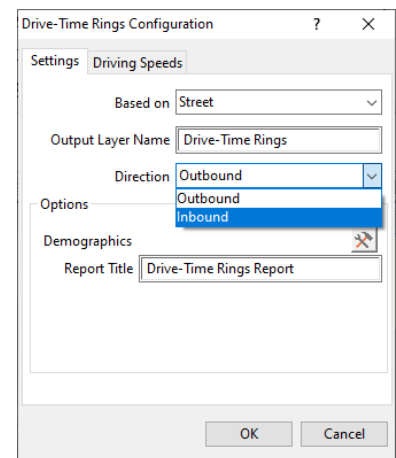 Drive-Time Rings Configuration ? ×
Settings Driving Speeds
Based on Street
Output Layer Name Drive-Time Rings
Direction Outbound
Outbound
Options
Inbound
Demographics
Report Title Drive-Time Rings Report
OK Cancel